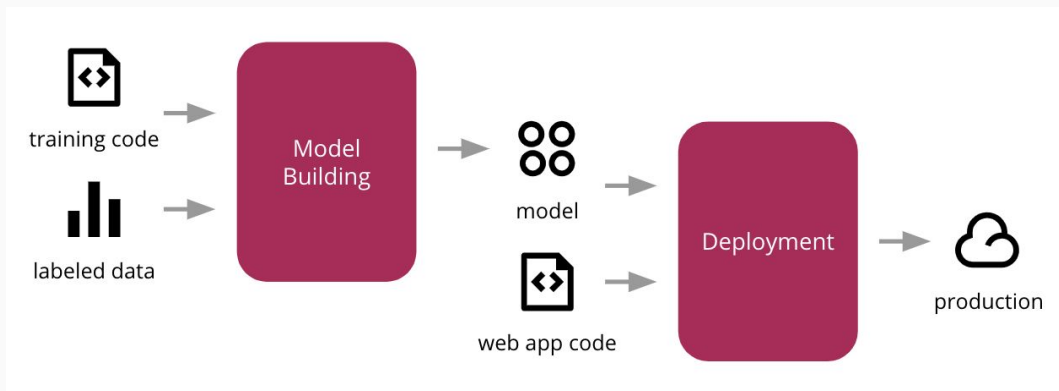 training code
labeled data
Model
Building
model
web app code
Deployment
production